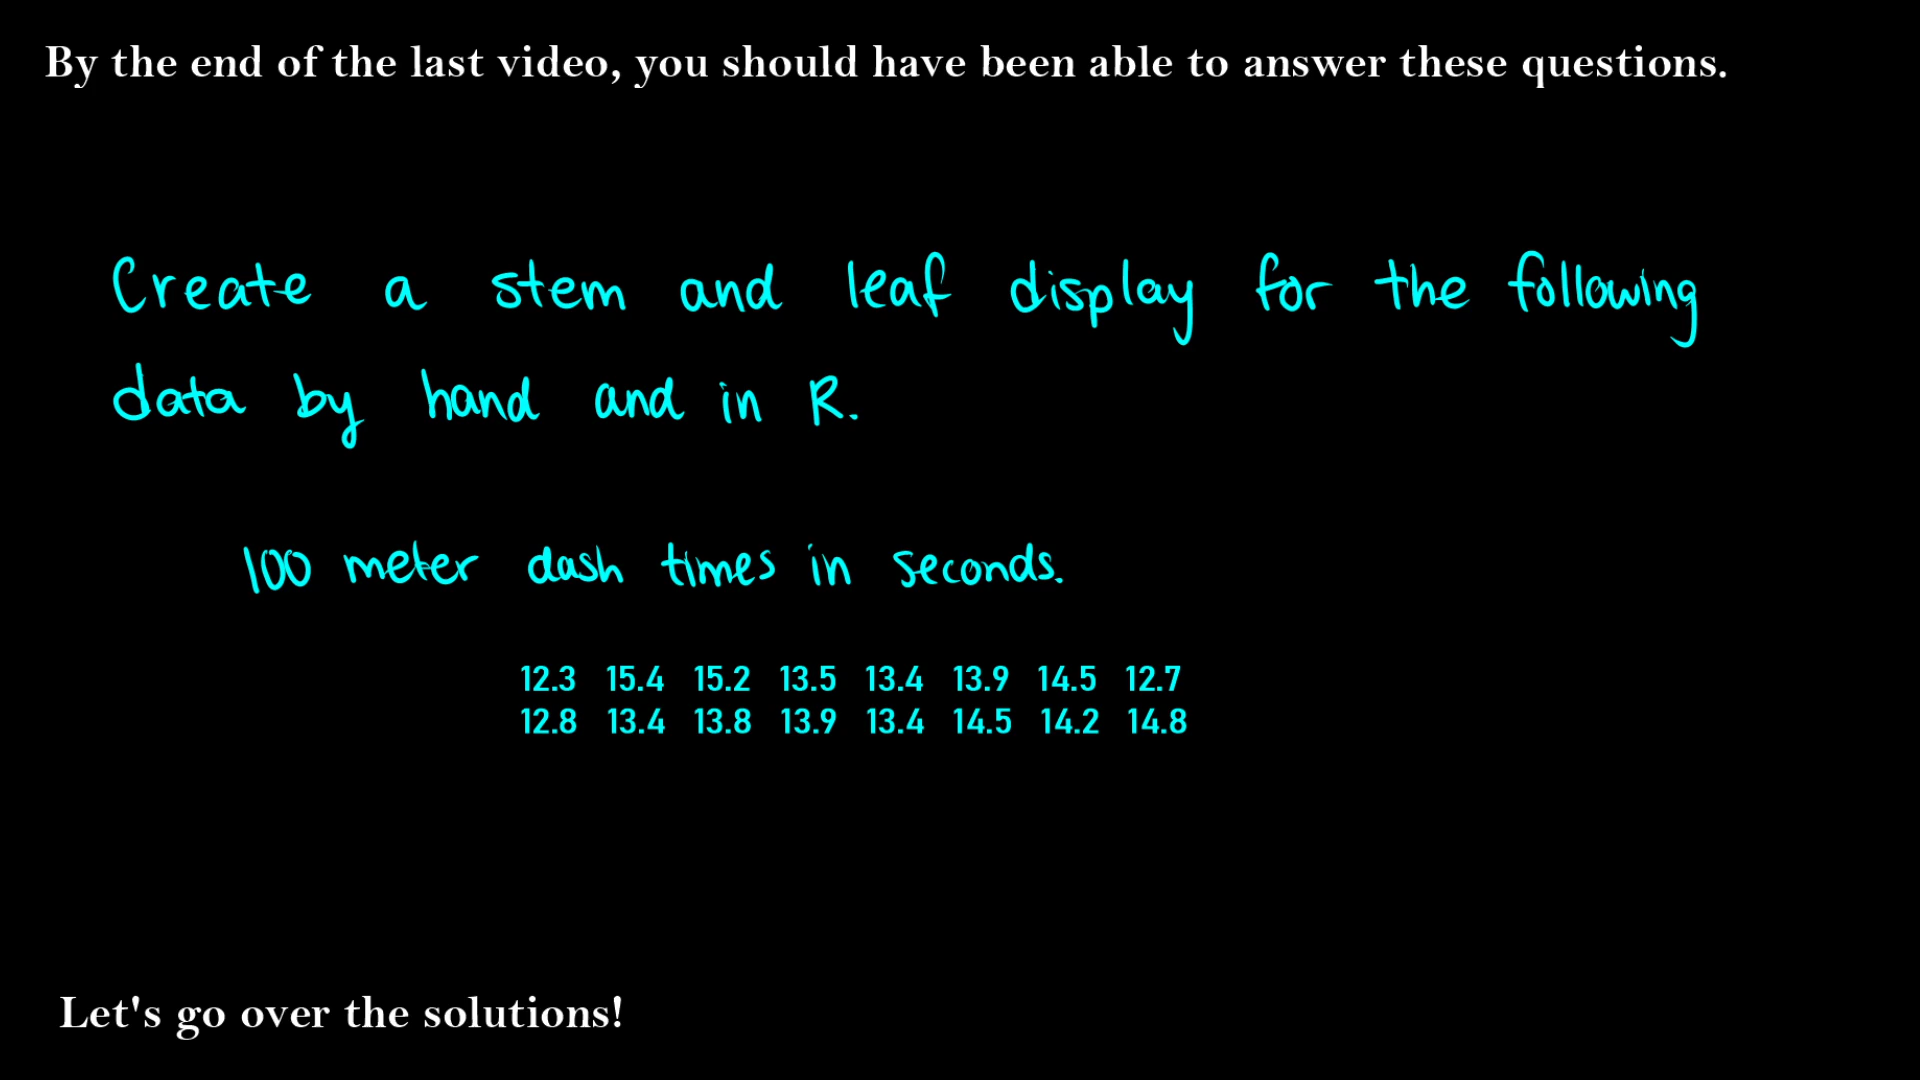 By the end of the last video, you should have been able to answer these questions.
Create a stem and leaf display for the following
data by hand and in R.
100 meter dash times in seconds.
12.3 15.4 15.2 13.5 13.4 13.9 14.5 12.7
12.8 13.4 13.8 13.9 13.4 14.5 14.2 14.8
Let's go over the solutions!